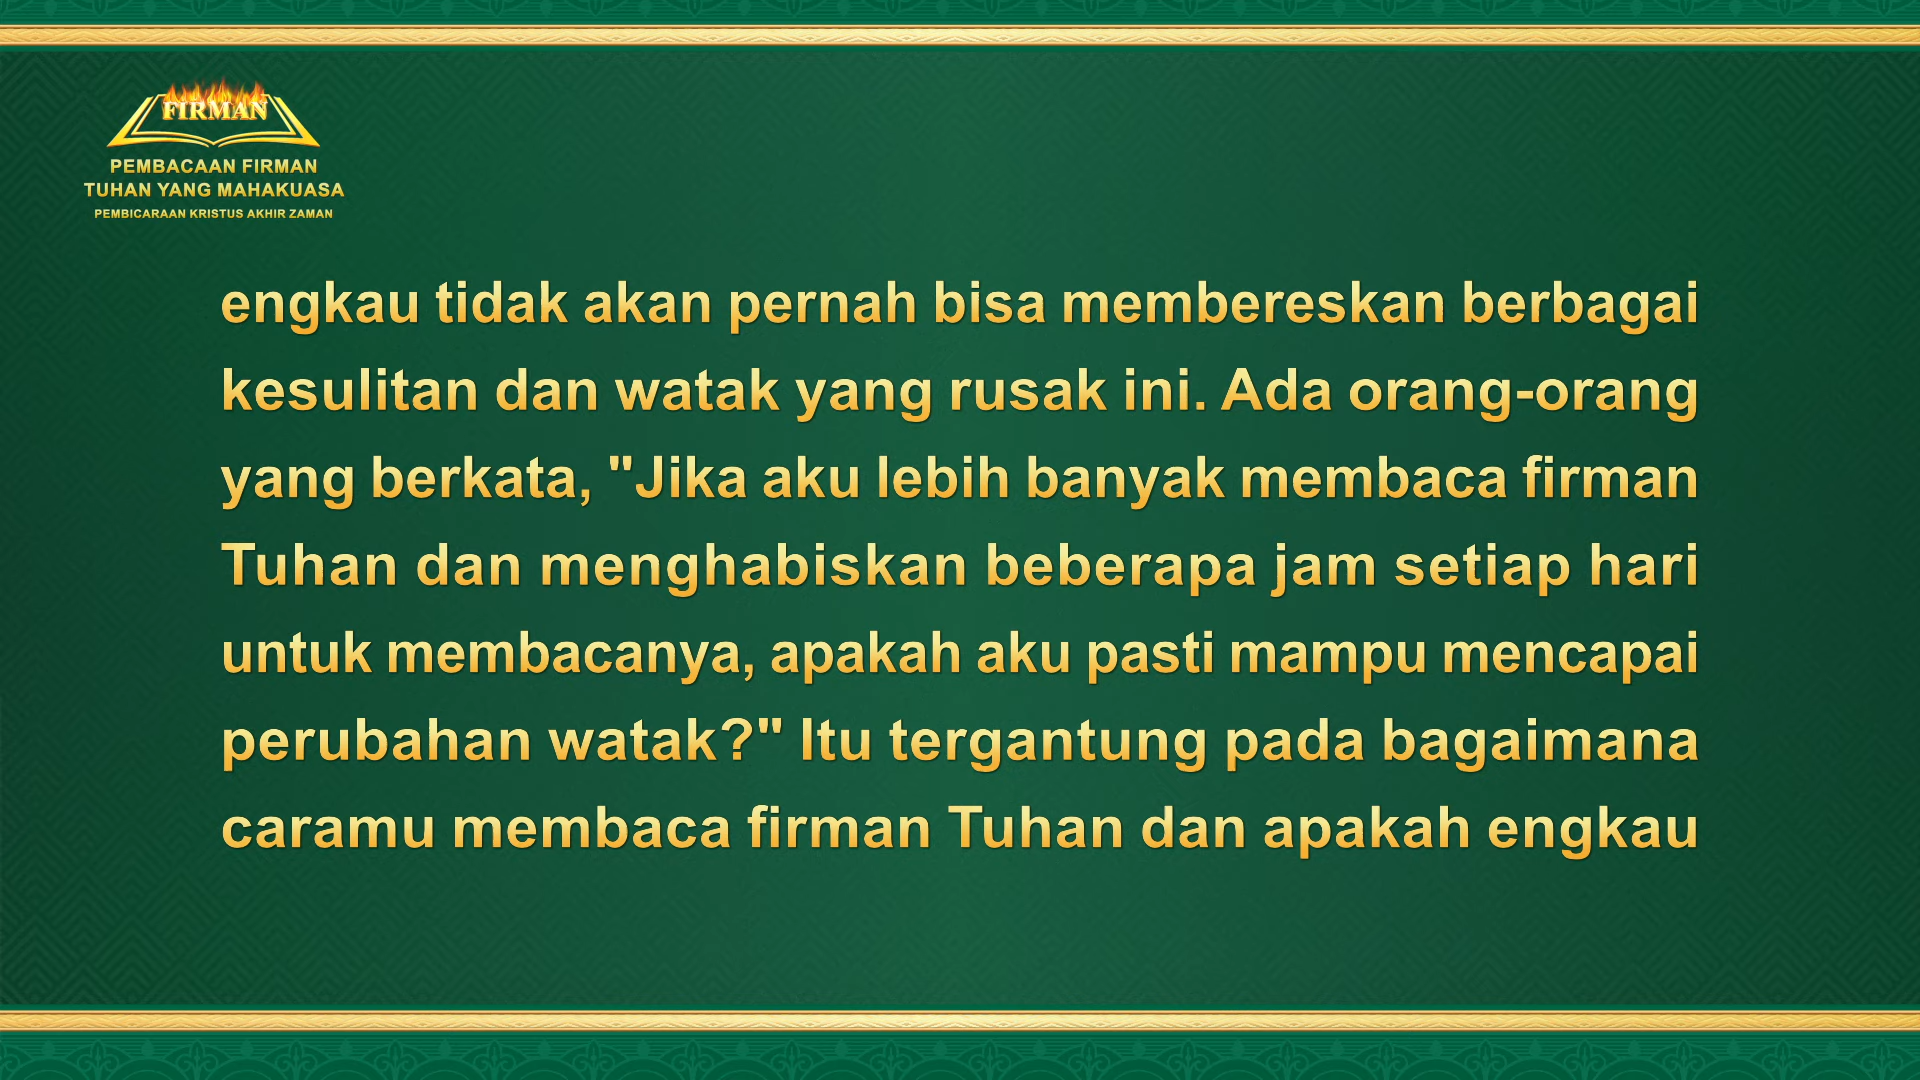 FIRMAN
PEMBACAAN FIRMAN
TUHAN YANG MAHAKUASA
PEMBICARAAN KRISTUS AKHIR ZAMAN
engkau tidak akan pernah bisa membereskan berbagai
kesulitan dan watak yang rusak ini. Ada orang-orang
yang berkata, "Jika aku lebih banyak membaca firman
Tuhan dan menghabiskan beberapa jam setiap hari
untuk membacanya, apakah aku pasti mampu mencapai
perubahan watak?" Itu tergantung pada bagaimana
caramu membaca firman Tuhan dan apakah engkau